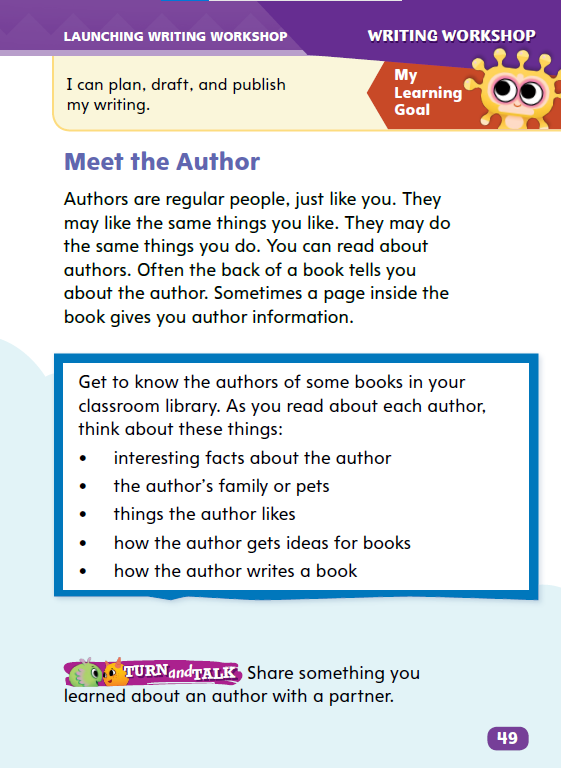 LAUNCHING WRITING WORKSHOP
WRITING WORKSHOP
I can plan, draft, and publish
my writing.
My
Learning
Goal
Meet the Author
Authors are regular people, just like you. They
may like the same things you like. They may do
the same things you do. You can read about
authors. Often the back of a book tells you
about the author. Sometimes a page inside the
book gives you author information.
Get to know the authors of some books in your
classroom library. As you read about each author,
think about these things:
• interesting facts about the author
• the author’s family or pets
• things the author likes
• how the author gets ideas for books
• how the author writes a book
TURN and TALK Share something you
learned about an author with a partner.
49